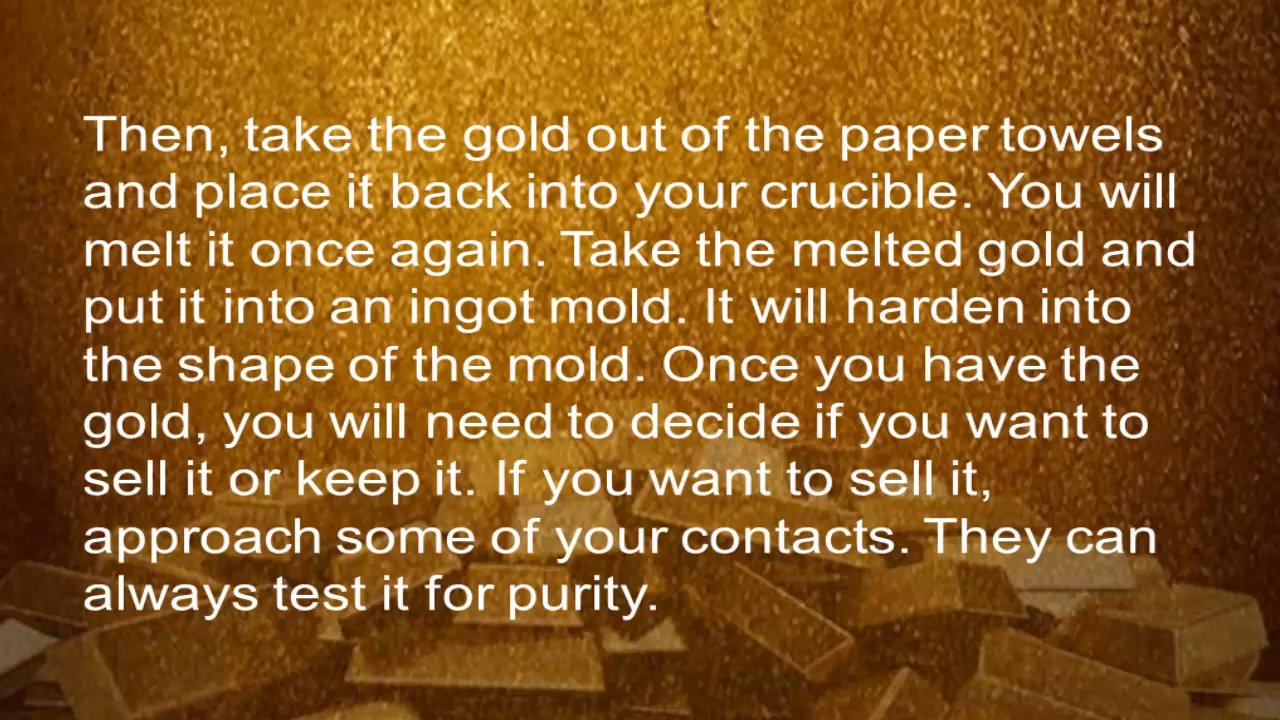 Then, take the gold out of the paper towels
and place it back into your crucible. You will
melt it once again. Take the melted gold and
put it into an ingot mold. It will harden into
the shape of the mold. Once you have the
gold, you will need to decide if you want to
sell it or keep it. If you want to sell it,
approach some of your contacts. They can
always test it for purity.